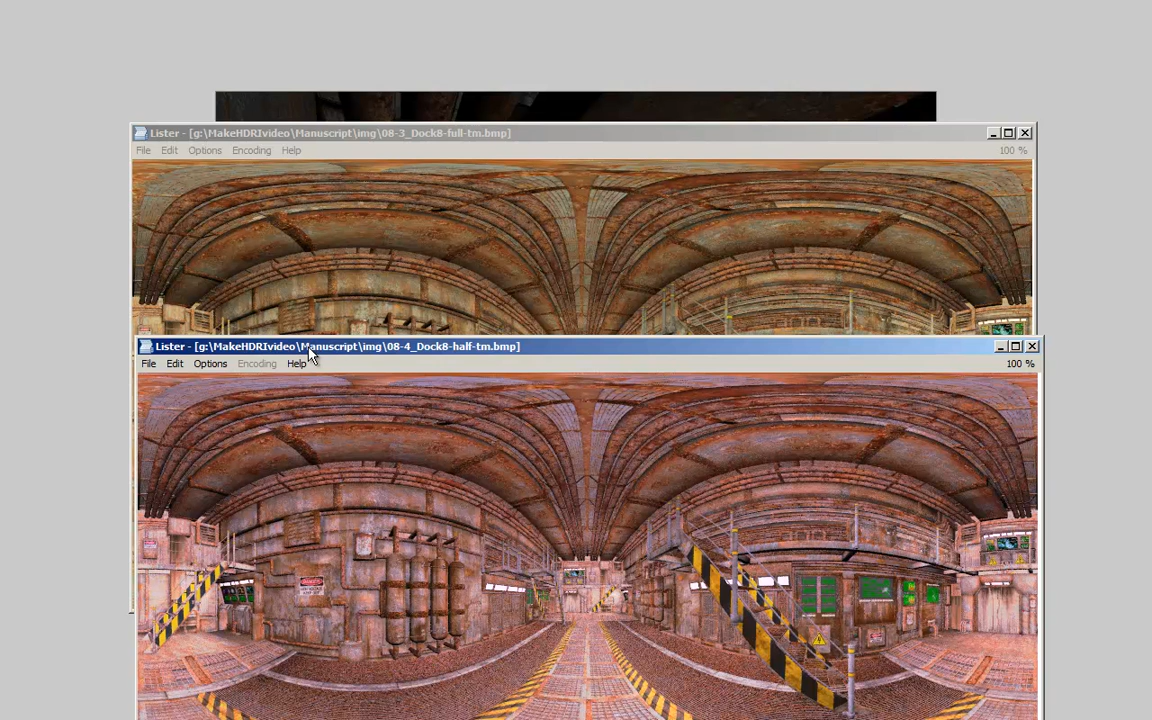 Lister - [g:\MakeHDRIvideo\Manuscript\img\08-3_Dock8-full-tm.bmp]
File Edit Options Encoding Help 100 %
Lister - [g:\MakeHDRIvideo\Manuscript\img\08-4_Dock8-half-tm.bmp]
File Edit Options Encoding Help 100 %